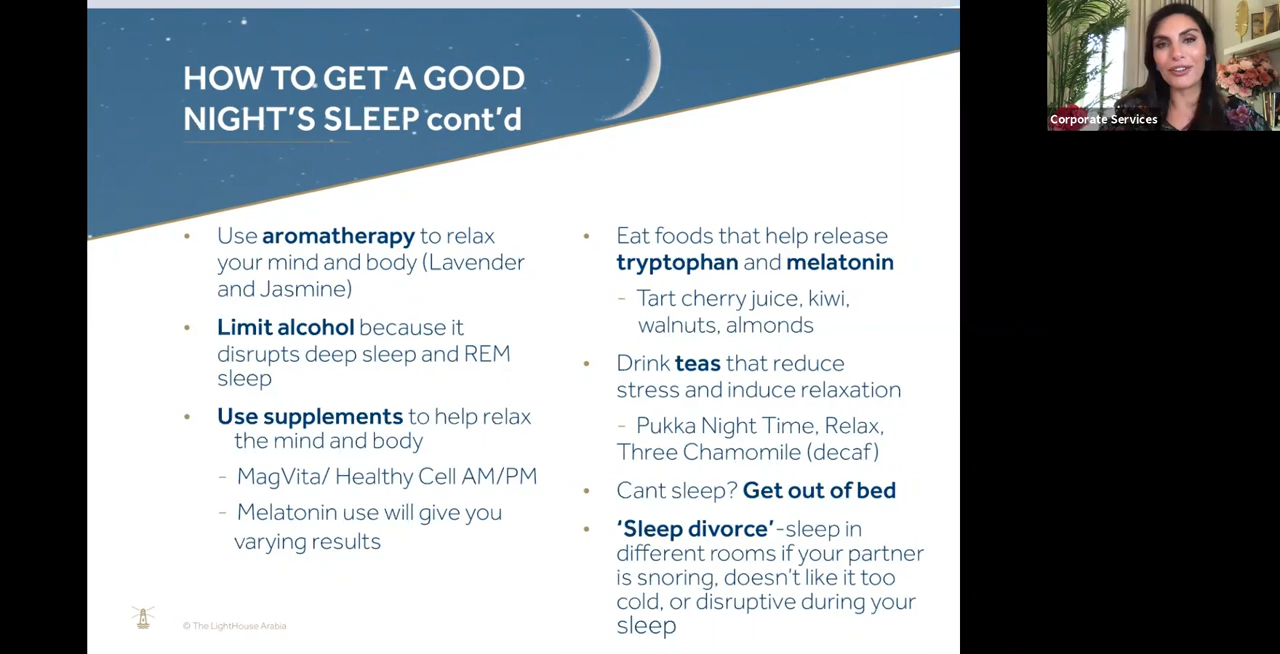 HOW TO GET A GOOD
NIGHT'S SLEEP cont'd
• Use aromatherapy to relax
your mind and body (Lavender
and Jasmine)
• Limit alcohol because it
disrupts deep sleep and REM
sleep
• Use supplements to help relax
the mind and body
- MagVita/ Healthy Cell AM/PM
- Melatonin use will give you
varying results
• Eat foods that help release
tryptophan and melatonin
- Tart cherry juice, kiwi,
walnuts, almonds
• Drink teas that reduce
stress and induce relaxation
- Pukka Night Time, Relax,
Three Chamomile (decaf)
• Cant sleep? Get out of bed
• ‘Sleep divorce’-sleep in
different rooms if your partner
is snoring, doesn't like it too
cold, or disruptive during your
sleep
© The LightHouse Arabia
Corporate Services